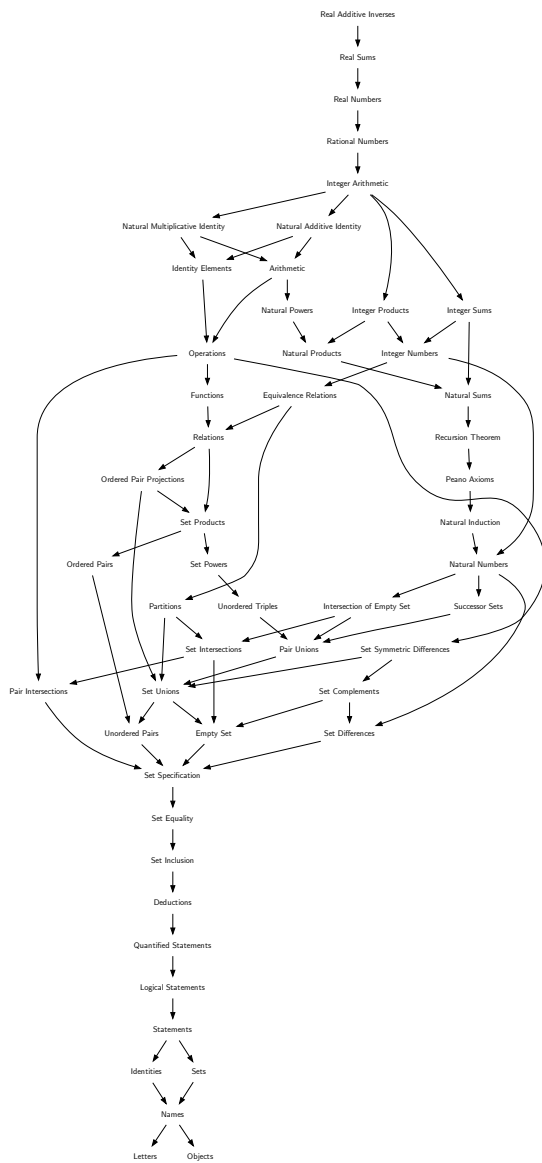 Real Additive Inverses
Real Sums
Real Numbers
Rational Numbers
Integer Arithmetic
Natural Multiplicative Identity
Natural Additive Identity
Identity Elements
Arithmetic
Natural Powers
Integer Products
Integer Sums
Operations
Natural Products
Integer Numbers
Functions
Equivalence Relations
Natural Sums
Relations
Recursion Theorem
Ordered Pair Projections
Peano Axioms
Set Products
Natural Induction
Ordered Pairs
Set Powers
Natural Numbers
Partitions
Unordered Triples
Intersection of Empty Set
Successor Sets
Set Intersections
Pair Unions
Set Symmetric Differences
Pair Intersections
Set Unions
Set Complements
Unordered Pairs
Empty Set
Set Differences
Set Specification
Set Equality
Set Inclusion
Deductions
Quantified Statements
Logical Statements
Statements
Identities
Sets
Names
Letters
Objects